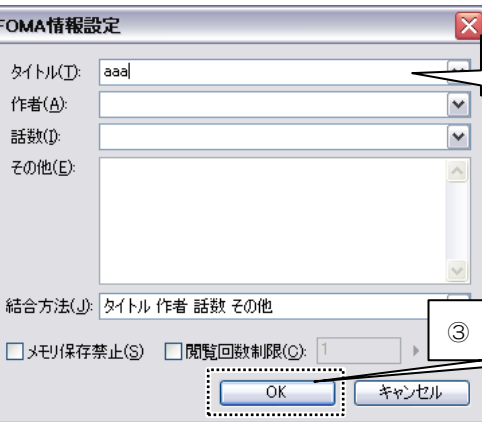 FOMA情報設定
タイトル(T): aaa
作者(A):
話数(I):
その他(E):
結合方法(J): タイトル 作者 話数 その他
③
メモリ保存禁止(S) 閲覧回数制限(C): 1
OK キャンセル